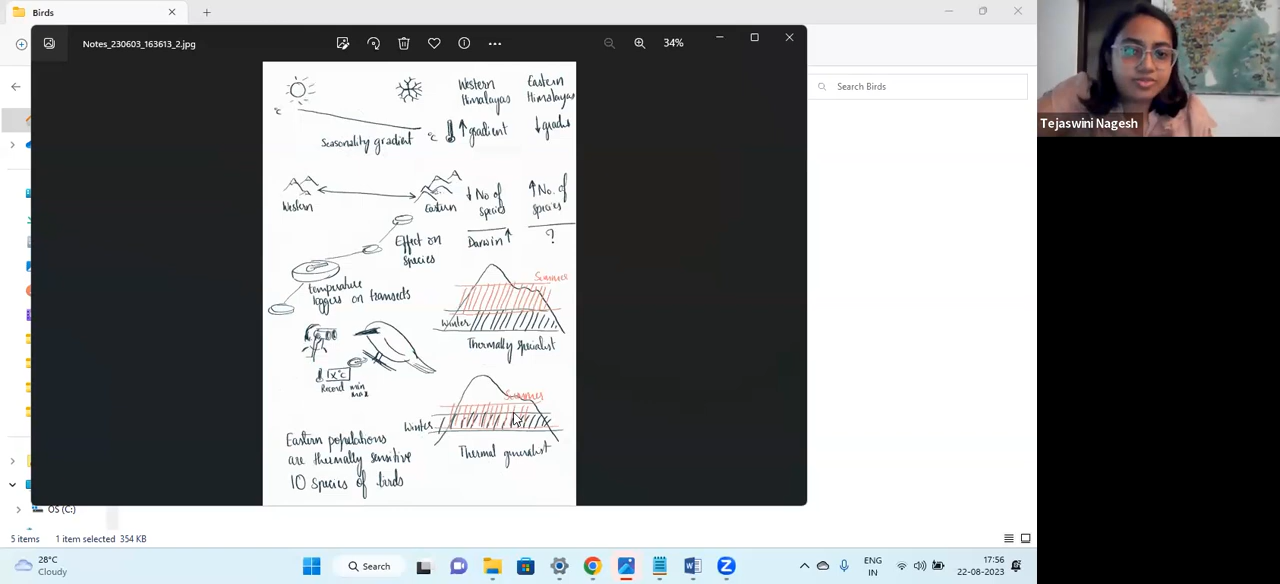 Birds
Notes_230603_163613_2.jpg
34%
Search Birds
Tejaswini Nagesh
Western Himalayas
Eastern Himalayas
°c
Seasonality gradient
°c
↑ gradient
↓
Western
Eastern
↓ No of species
↑ No. of species
Darwin ↑
?
Effect on species
temperature loggers on transects
Summer
Winter
Thermally specialist
x°c
Record min max
Summer
Winter
Thermal generalist
Eastern populations
are thermally sensitive
10 species of birds
OS (C:)
5 items
1 item selected 354 KB
28°C
Cloudy
Search
ENG
IN
17:56
22-08-2023